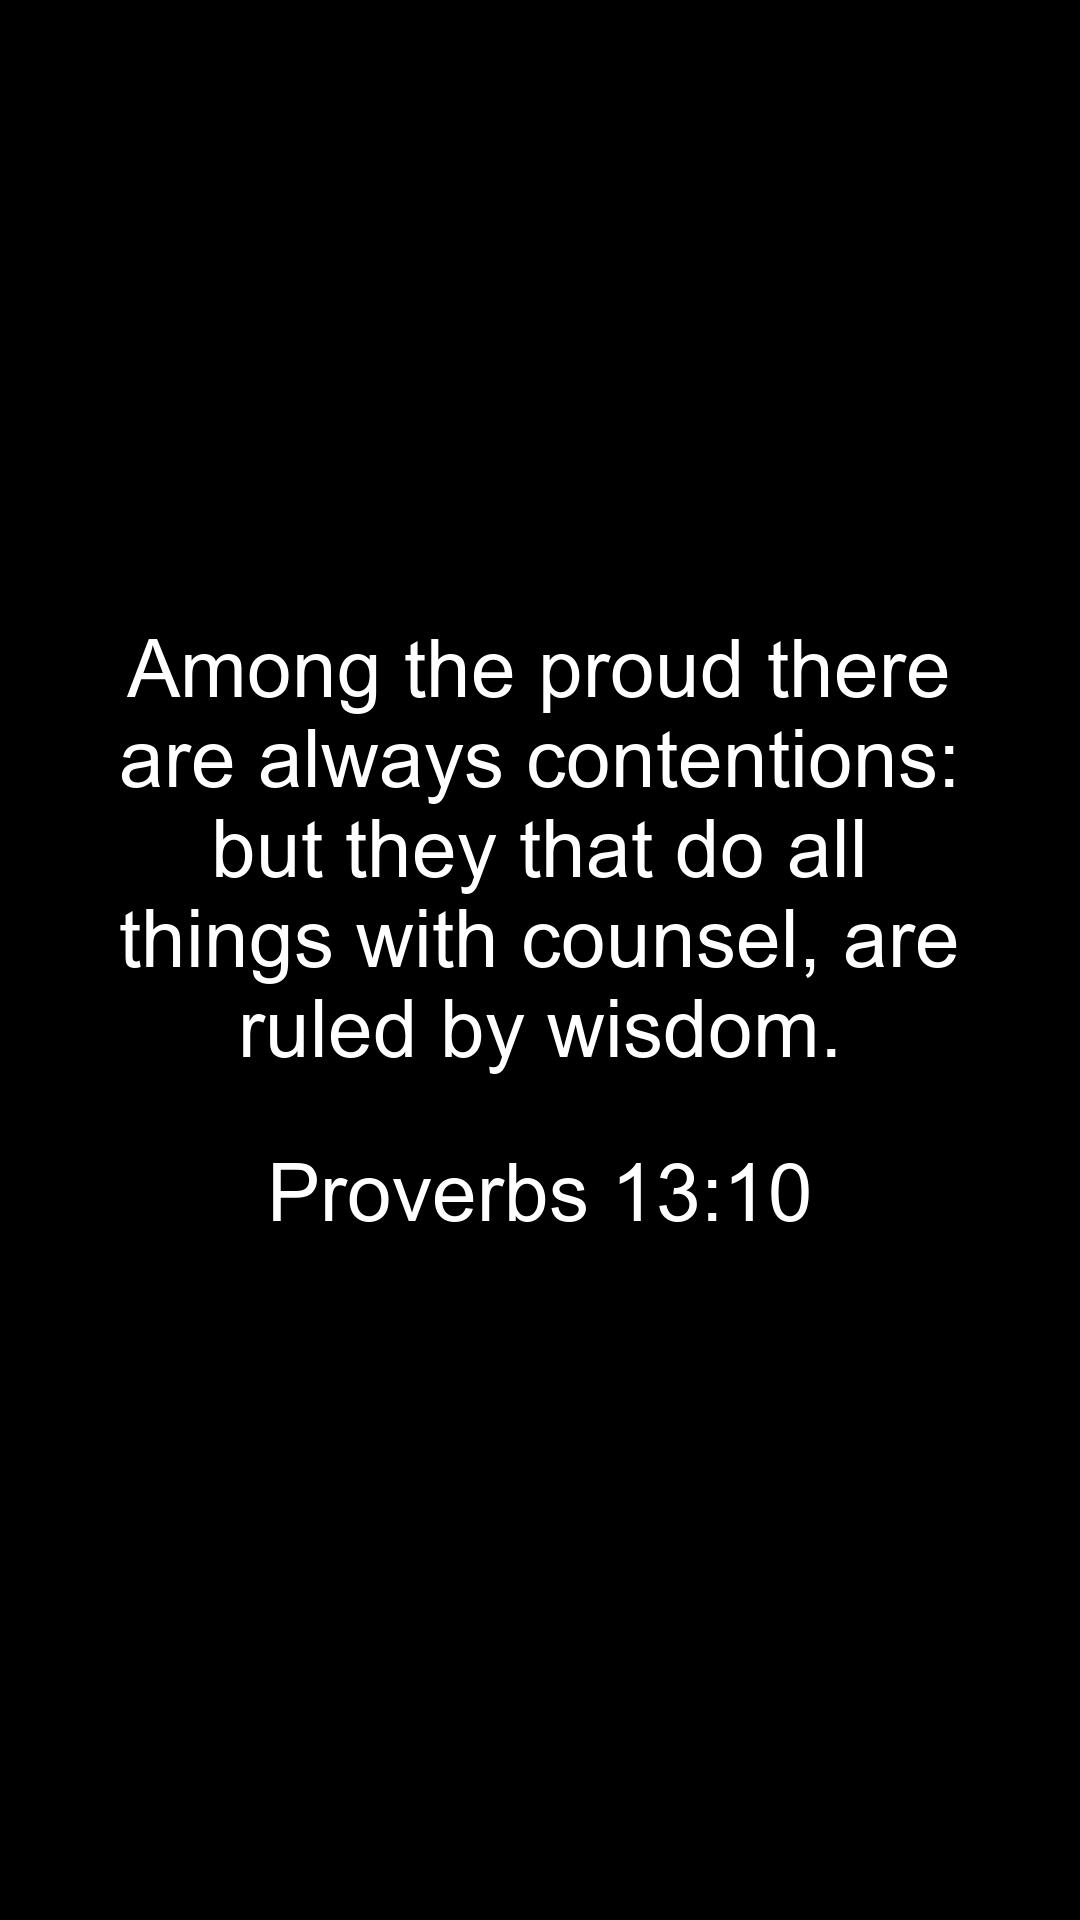 Among the proud there
are always contentions:
but they that do all
things with counsel, are
ruled by wisdom.
Proverbs 13:10